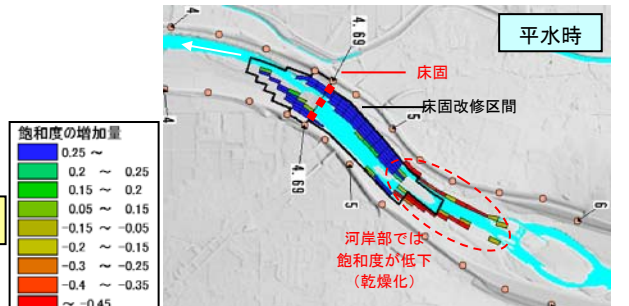 平水時
床固
床固改修区間
4.69
4
5
4.69
4
5
6
飽和度の増加量
0.25 ~
0.2 ~ 0.25
0.15 ~ 0.2
0.05 ~ 0.15
-0.15 ~ -0.05
-0.2 ~ -0.15
-0.3 ~ -0.25
-0.4 ~ -0.35
~ -0.45
河岸部では
飽和度が低下
（乾燥化）